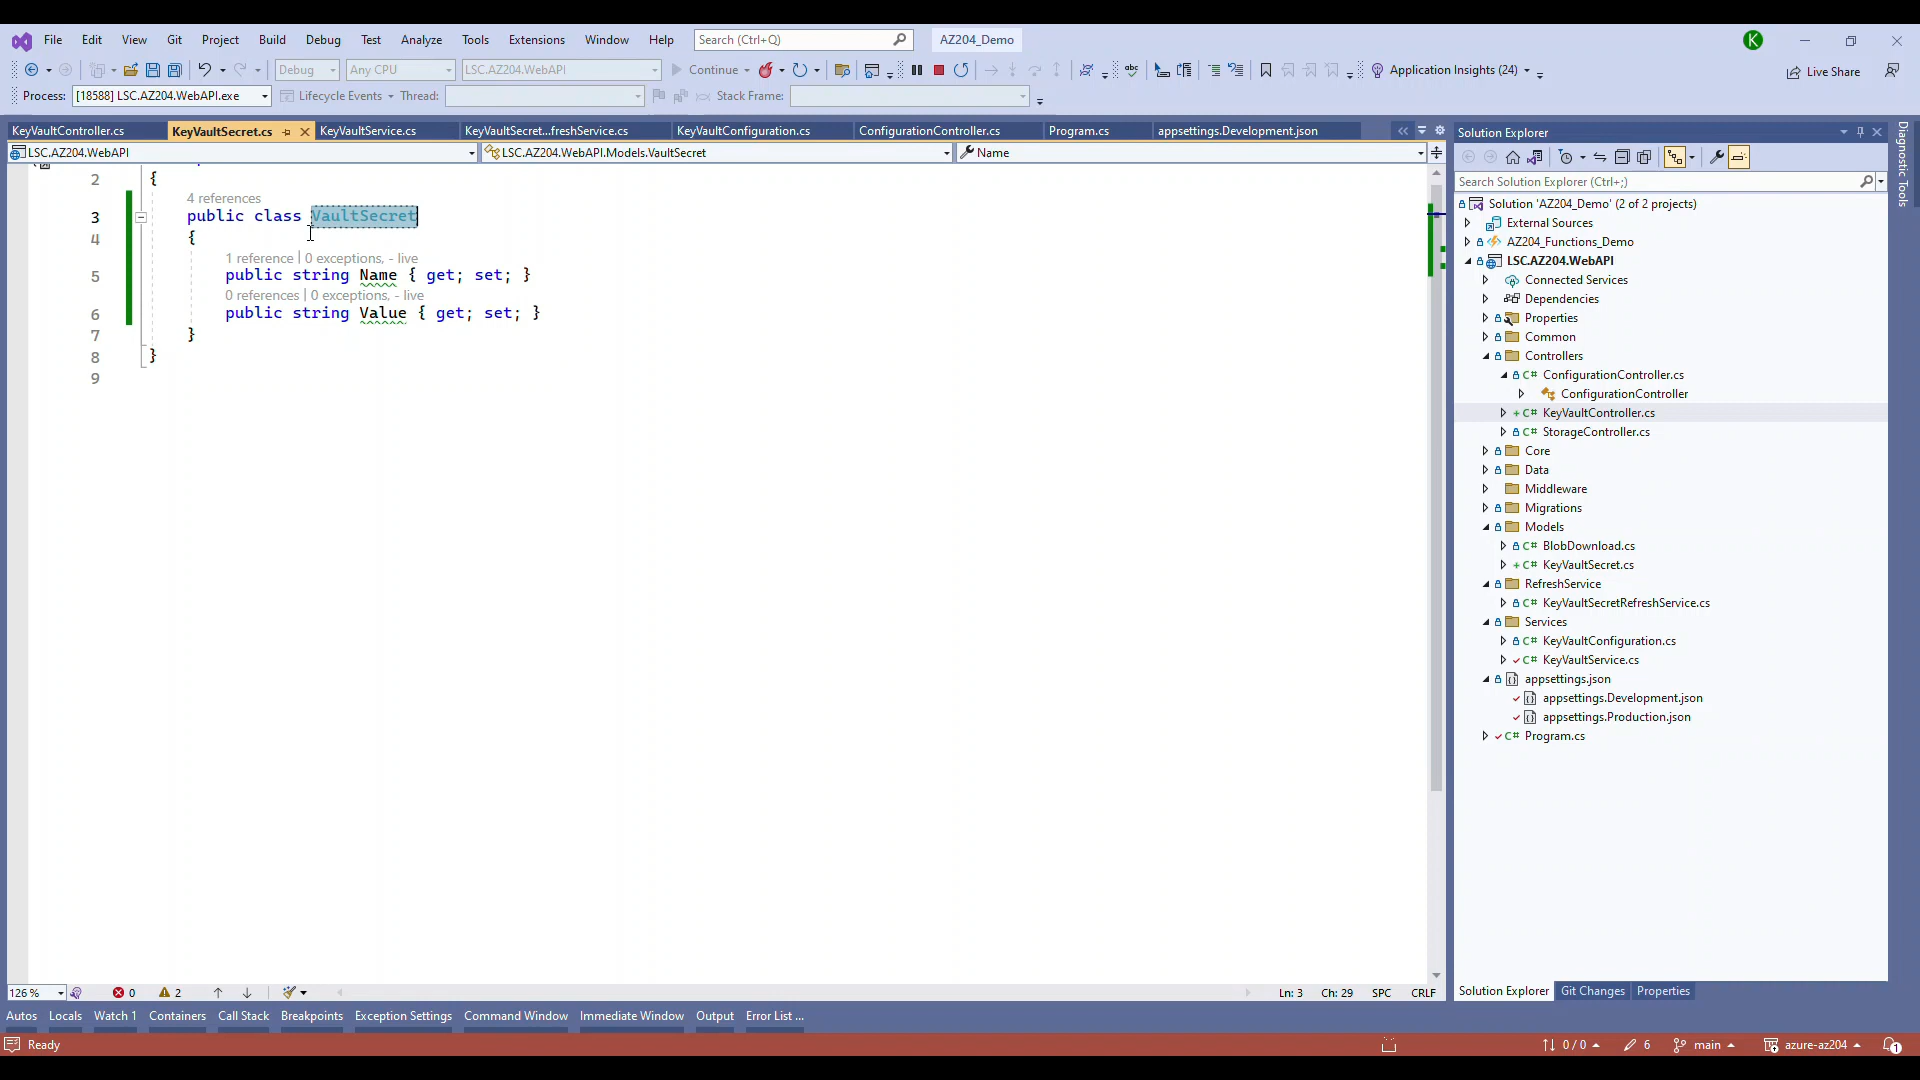 File Edit View Git Project Build Debug Test Analyze Tools Extensions Window Help Search (Ctrl+Q) AZ204_Demo K
Debug Any CPU LSC.AZ204.WebAPI Continue Application Insights (24) Live Share
Process: [18588] LSC.AZ204.WebAPI.exe Lifecycle Events Thread: Stack Frame:
KeyVaultController.cs KeyVaultSecret.cs KeyVaultService.cs KeyVaultSecret...freshService.cs KeyVaultConfiguration.cs ConfigurationController.cs Program.cs appsettings.Development.json
LSC.AZ204.WebAPI LSC.AZ204.WebAPI.Models.VaultSecret Name
2 {
4 references
3 public class VaultSecret
4 {
1 reference | 0 exceptions, - live
5 public string Name { get; set; }
0 references | 0 exceptions, - live
6 public string Value { get; set; }
7 }
8 }
9
126 % 0 2 Ln: 3 Ch: 29 SPC CRLF
Solution Explorer
Search Solution Explorer (Ctrl+;)
Solution 'AZ204_Demo' (2 of 2 projects)
External Sources
AZ204_Functions_Demo
LSC.AZ204.WebAPI
Connected Services
Dependencies
Properties
Common
Controllers
C# ConfigurationController.cs
ConfigurationController
C# KeyVaultController.cs
C# StorageController.cs
Core
Data
Middleware
Migrations
Models
C# BlobDownload.cs
C# KeyVaultSecret.cs
RefreshService
C# KeyVaultSecretRefreshService.cs
Services
C# KeyVaultConfiguration.cs
C# KeyVaultService.cs
appsettings.json
appsettings.Development.json
appsettings.Production.json
C# Program.cs
Solution Explorer Git Changes Properties
Diagnostic Tools
Autos Locals Watch 1 Containers Call Stack Breakpoints Exception Settings Command Window Immediate Window Output Error List ...
Ready 0 / 0 6 main azure-az204 1